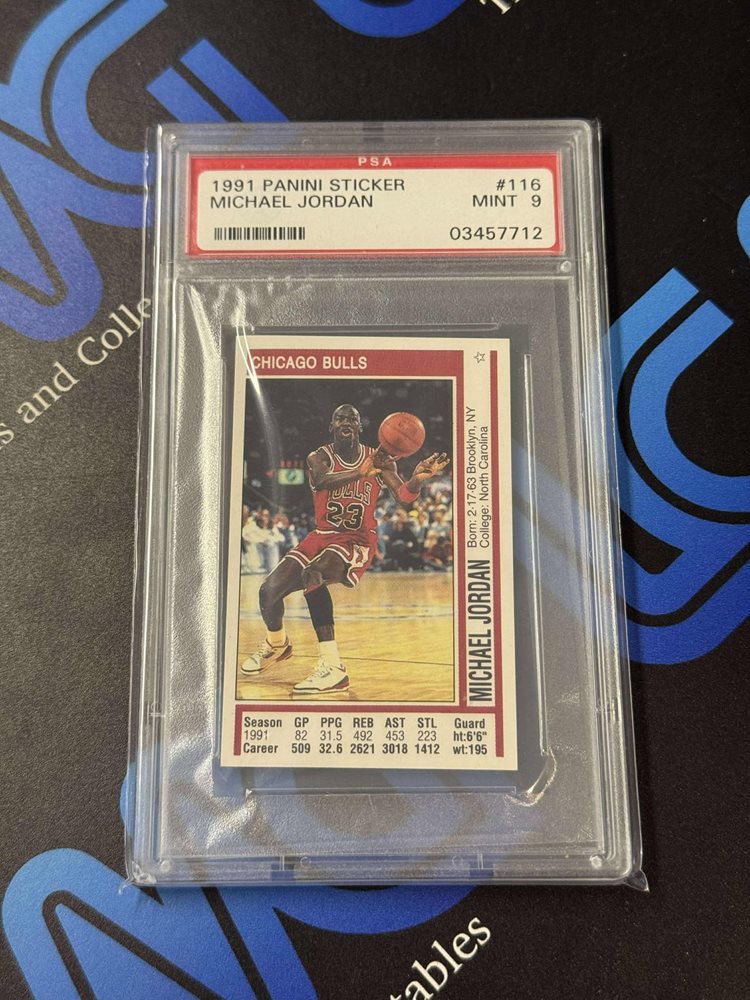 PSA
1991 PANINI STICKER #116
MICHAEL JORDAN MINT 9
03457712
CHICAGO BULLS
BULLS
23
MICHAEL JORDAN
Born: 2-17-63 Brooklyn, NY
College: North Carolina
Season GP PPG REB AST STL Guard
1991 82 31.5 492 453 223 ht:6'6"
Career 509 32.6 2621 3018 1412 wt:195
s and Colle
tables